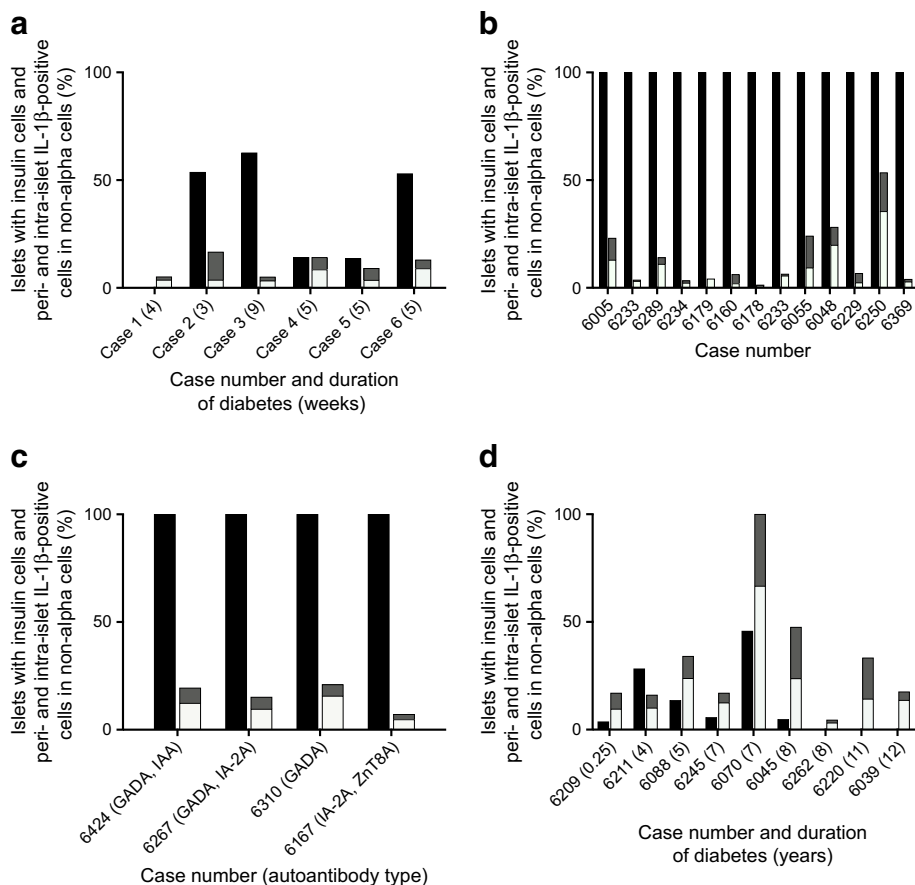 a
Islets with insulin cells and
peri- and intra-islet IL-1β-positive
cells in non-alpha cells (%)
100
50
0
Case 1 (4)
Case 2 (3)
Case 3 (9)
Case 4 (5)
Case 5 (5)
Case 6 (5)
Case number and duration
of diabetes (weeks)
b
Islets with insulin cells and
peri- and intra-islet IL-1β-positive
cells in non-alpha cells (%)
100
50
0
6005
6233
6289
6234
6179
6160
6178
6233
6055
6048
6229
6250
6369
Case number
c
Islets with insulin cells and
peri- and intra-islet IL-1β-positive
cells in non-alpha cells (%)
100
50
0
6424 (GADA, IAA)
6267 (GADA, IA-2A)
6310 (GADA)
6167 (IA-2A, ZnT8A)
Case number (autoantibody type)
d
Islets with insulin cells and
peri- and intra-islet IL-1β-positive
cells in non-alpha cells (%)
100
50
0
6209 (0.25)
6211 (4)
6088 (5)
6245 (7)
6070 (7)
6045 (8)
6262 (8)
6220 (11)
6039 (12)
Case number and duration
of diabetes (years)